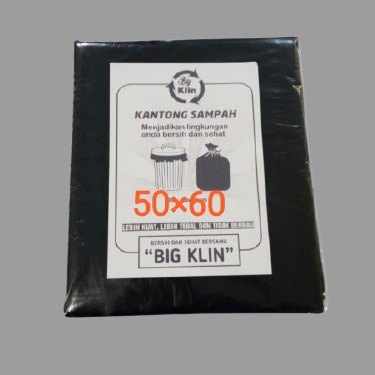 Big
Klin
KANTONG SAMPAH
Menjadikan lingkungan
anda bersih dan sehat
50×60
LEBIH KUAT, LEBIH TEBAL DAN TIDAK BERBAU
BERSIH DAN SEHAT BERSAMA
“BIG KLIN”